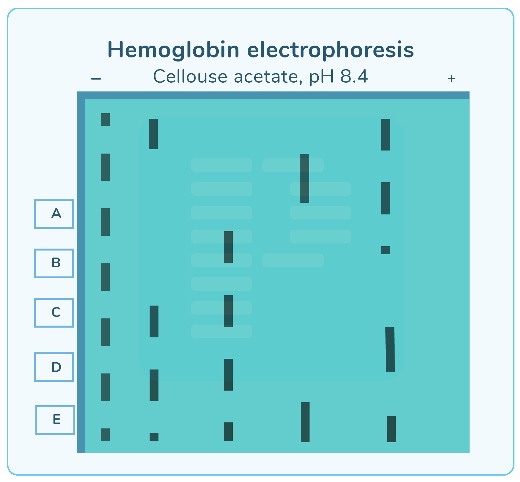 Hemoglobin electrophoresis
− Cellouse acetate, pH 8.4 +
A
B
C
D
E